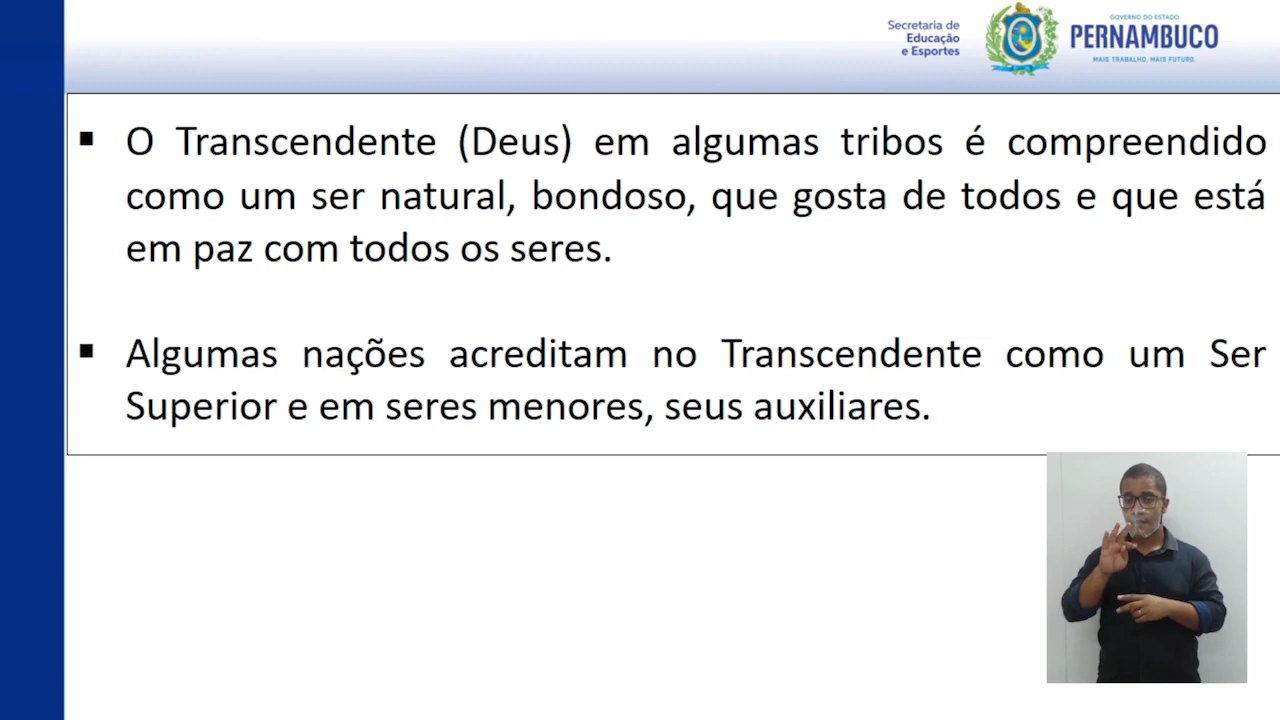 Secretaria de
Educação
e Esportes
GOVERNO DO ESTADO
PERNAMBUCO
MAIS TRABALHO, MAIS FUTURO.
▪ O Transcendente (Deus) em algumas tribos é compreendido
como um ser natural, bondoso, que gosta de todos e que está
em paz com todos os seres.
▪ Algumas nações acreditam no Transcendente como um Ser
Superior e em seres menores, seus auxiliares.